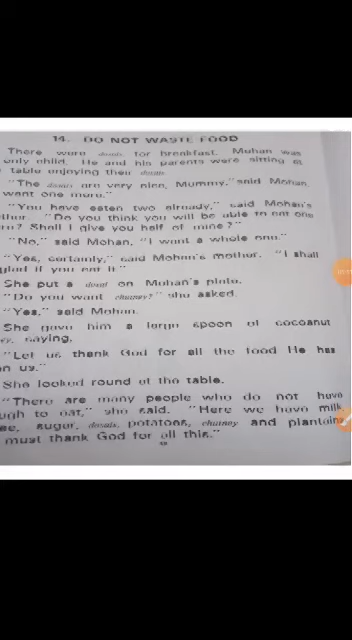 14. DO NOT WASTE FOOD
There were dosais for breakfast. Mohan was
only child. He and his parents were sitting at
table enjoying their dosais
"The dosais are very nice, Mummy," said Mohan
want one more."
"You have eaten two already," said Mohan's
ther. "Do you think you will be able to eat one
re? Shall I give you half of mine?"
"No," said Mohan, "I want a whole one."
"Yes, certainly," said Mohan's mother. "I shall
glad if you eat it"
She put a dosai on Mohan's plate.
"Do you want chutney?" she asked.
"Yes," said Mohan.
She gave him a large spoon of cocoanut
ey, saying,
"Let us thank God for all the food He has
n us."
She looked round at the table.
"There are many people who do not have
ugh to eat," she said. "Here we have milk,
ee, sugar, dosais, potatoes, chutney and plantains
must thank God for all this."